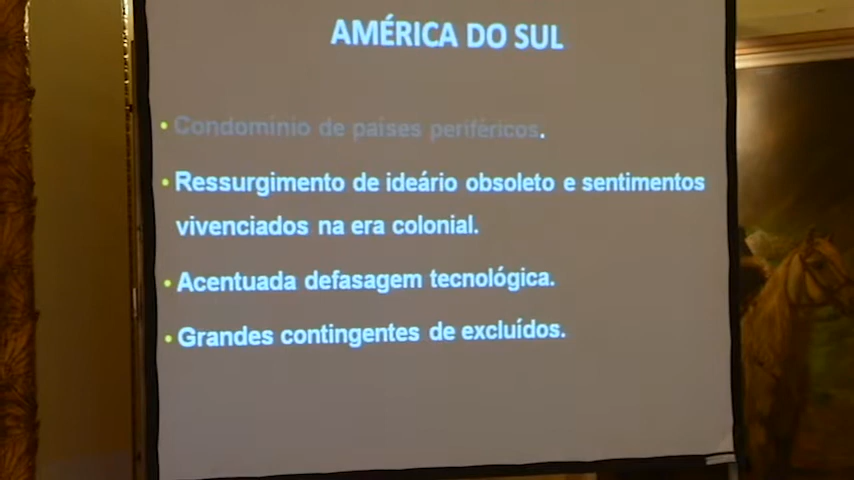 AMÉRICA DO SUL
• Condomínio de países periféricos.
• Ressurgimento de ideário obsoleto e sentimentos
vivenciados na era colonial.
• Acentuada defasagem tecnológica.
• Grandes contingentes de excluídos.